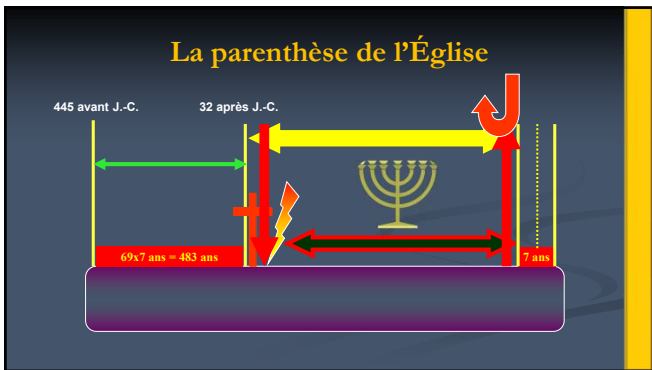 La parenthèse de l’Église
445 avant J.-C.
32 après J.-C.
69x7 ans = 483 ans
7 ans